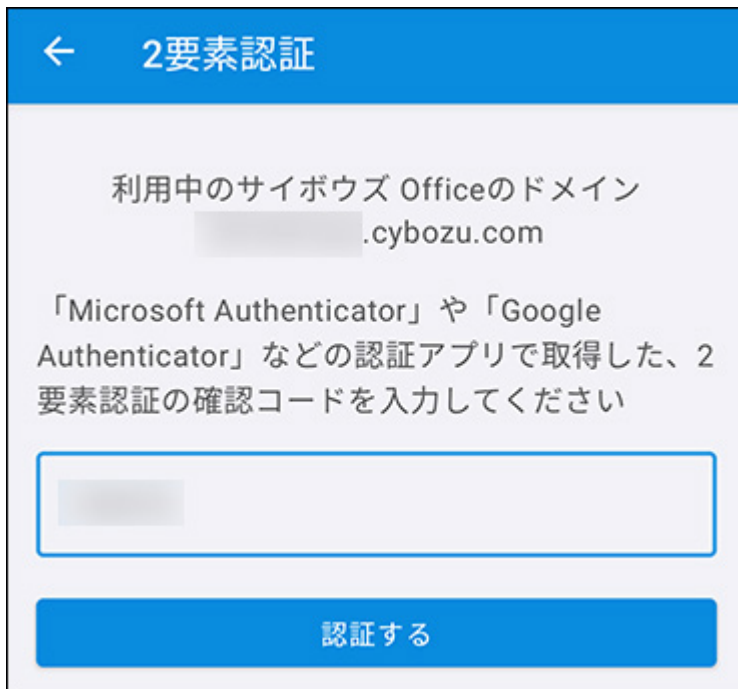 2要素認証
利用中のサイボウズ Officeのドメイン
.cybozu.com
「Microsoft Authenticator」や「Google
Authenticator」などの認証アプリで取得した、2
要素認証の確認コードを入力してください
認証する